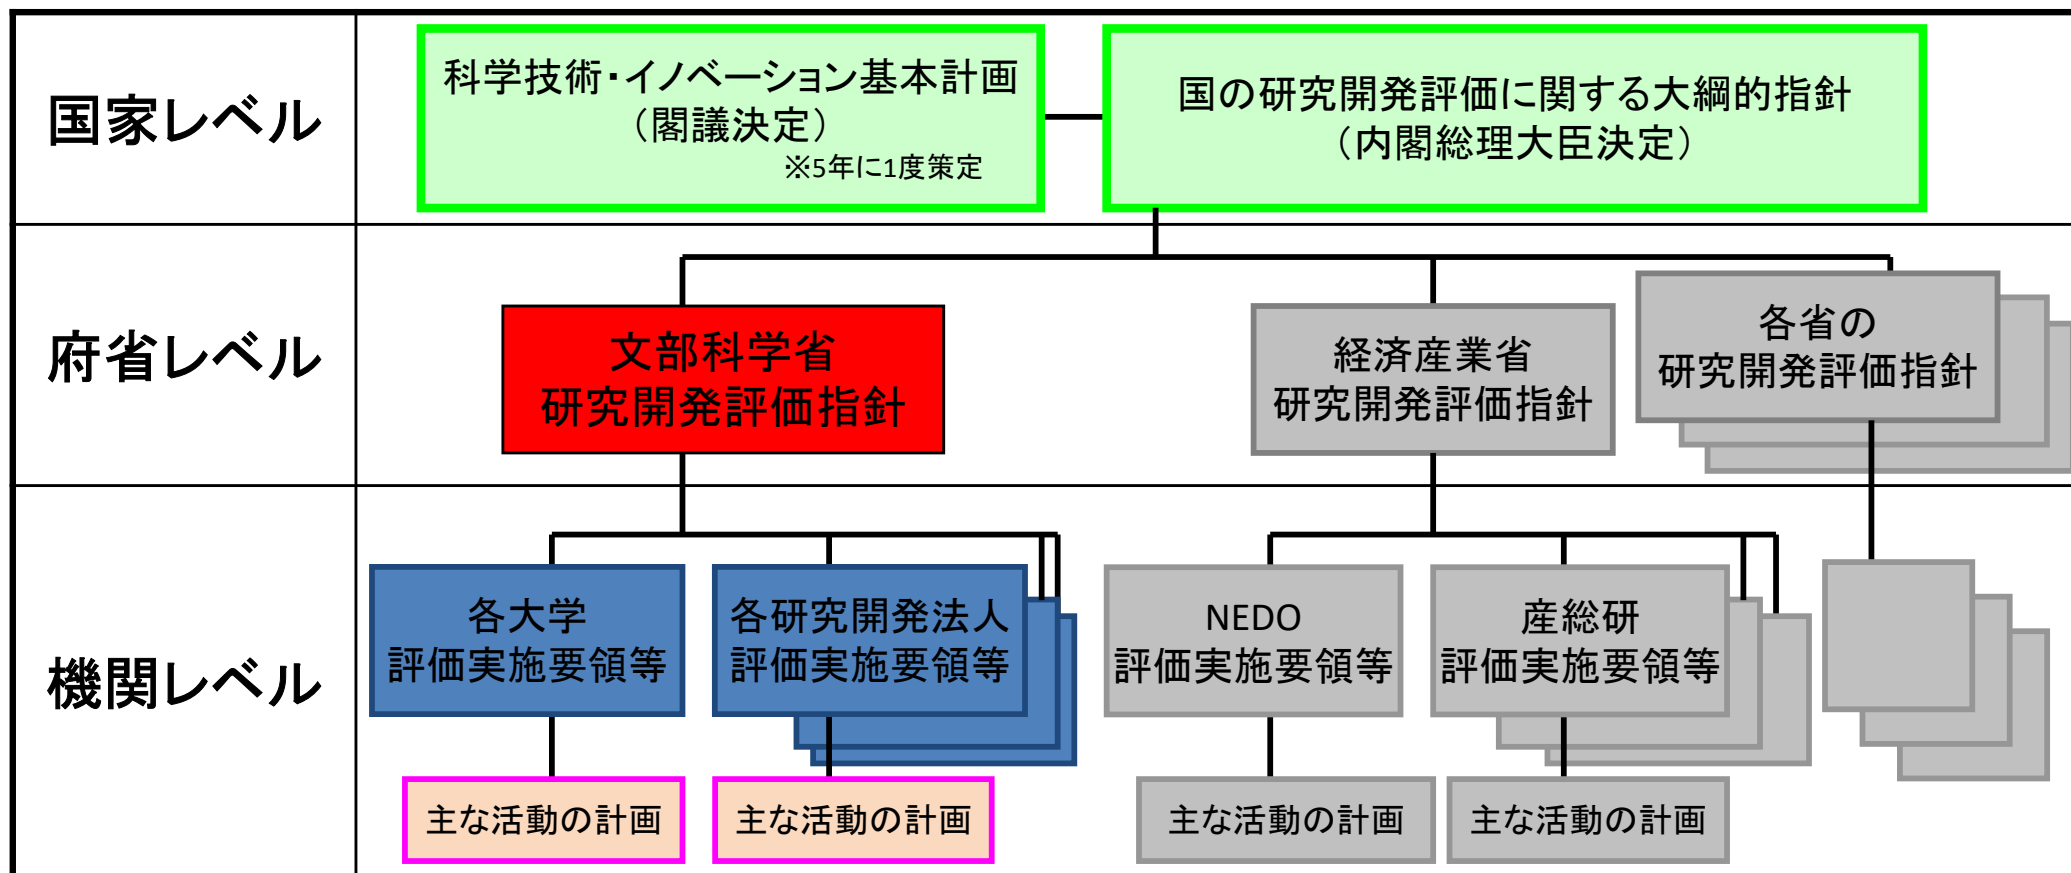 国家レベル
科学技術・イノベーション基本計画
（閣議決定）
※5年に1度策定
国の研究開発評価に関する大綱的指針
（内閣総理大臣決定）
府省レベル
文部科学省
研究開発評価指針
経済産業省
研究開発評価指針
各省の
研究開発評価指針
機関レベル
各大学
評価実施要領等
各研究開発法人
評価実施要領等
NEDO
評価実施要領等
産総研
評価実施要領等
主な活動の計画
主な活動の計画
主な活動の計画
主な活動の計画